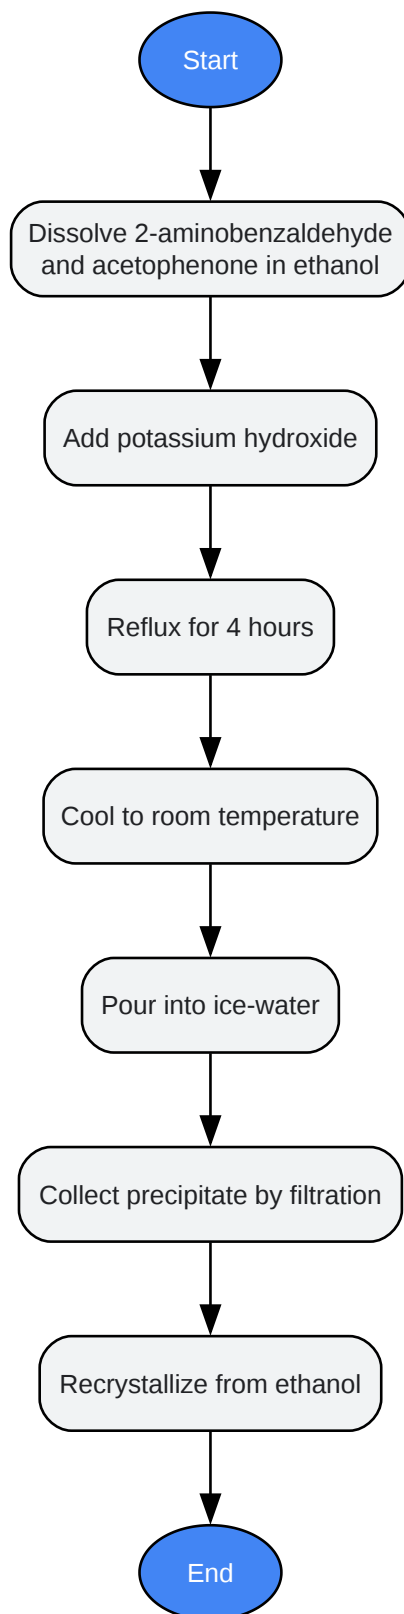 Start
Dissolve 2-aminobenzaldehyde
and acetophenone in ethanol
Add potassium hydroxide
Reflux for 4 hours
Cool to room temperature
Pour into ice-water
Collect precipitate by filtration
Recrystallize from ethanol
End